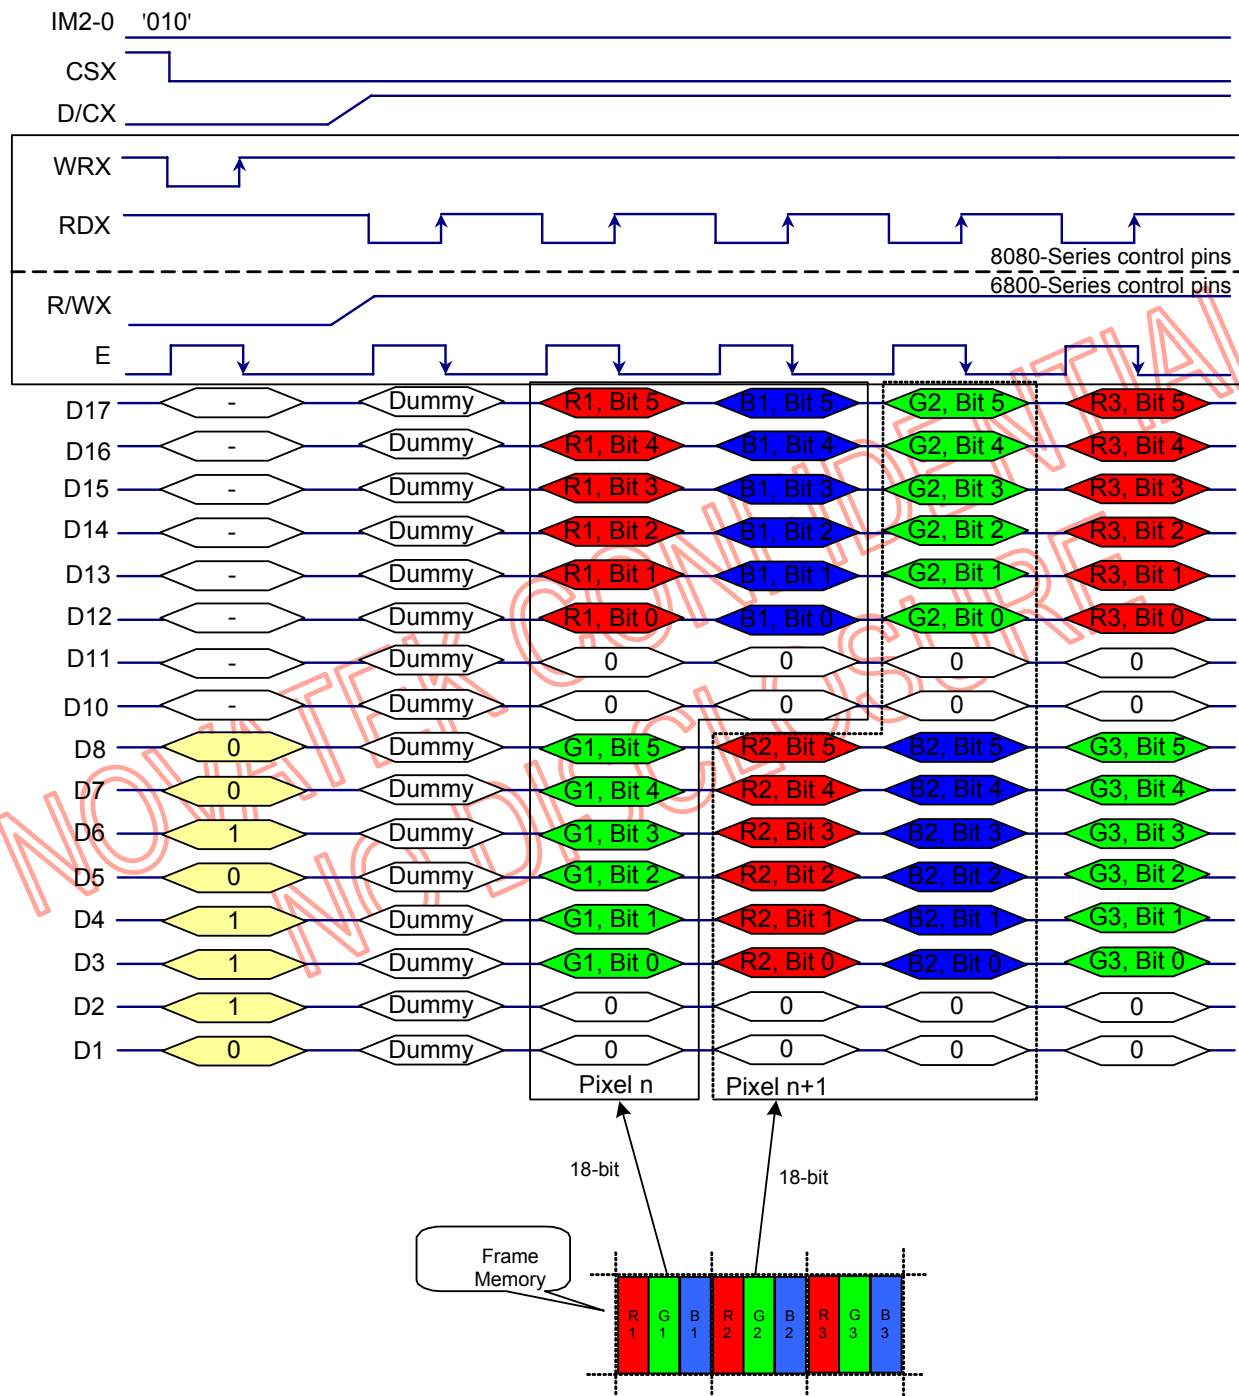 IM2-0 '010'
CSX
D/CX
WRX
RDX
8080-Series control pins
6800-Series control pins
R/WX
E
D17 - Dummy R1, Bit 5 B1, Bit 5 G2, Bit 5 R3, Bit 5
D16 - Dummy R1, Bit 4 B1, Bit 4 G2, Bit 4 R3, Bit 4
D15 - Dummy R1, Bit 3 B1, Bit 3 G2, Bit 3 R3, Bit 3
D14 - Dummy R1, Bit 2 B1, Bit 2 G2, Bit 2 R3, Bit 2
D13 - Dummy R1, Bit 1 B1, Bit 1 G2, Bit 1 R3, Bit 1
D12 - Dummy R1, Bit 0 B1, Bit 0 G2, Bit 0 R3, Bit 0
D11 - Dummy 0 0 0 0
D10 - Dummy 0 0 0 0
D8 0 Dummy G1, Bit 5 R2, Bit 5 B2, Bit 5 G3, Bit 5
D7 0 Dummy G1, Bit 4 R2, Bit 4 B2, Bit 4 G3, Bit 4
D6 1 Dummy G1, Bit 3 R2, Bit 3 B2, Bit 3 G3, Bit 3
D5 0 Dummy G1, Bit 2 R2, Bit 2 B2, Bit 2 G3, Bit 2
D4 1 Dummy G1, Bit 1 R2, Bit 1 B2, Bit 1 G3, Bit 1
D3 1 Dummy G1, Bit 0 R2, Bit 0 B2, Bit 0 G3, Bit 0
D2 1 Dummy 0 0 0 0
D1 0 Dummy 0 0 0 0
Pixel n Pixel n+1
18-bit 18-bit
Frame
Memory
R G B R G B R G B
1 1 1 2 2 2 3 3 3
NOVATEK CONFIDENTIAL
NO DISCLOSURE